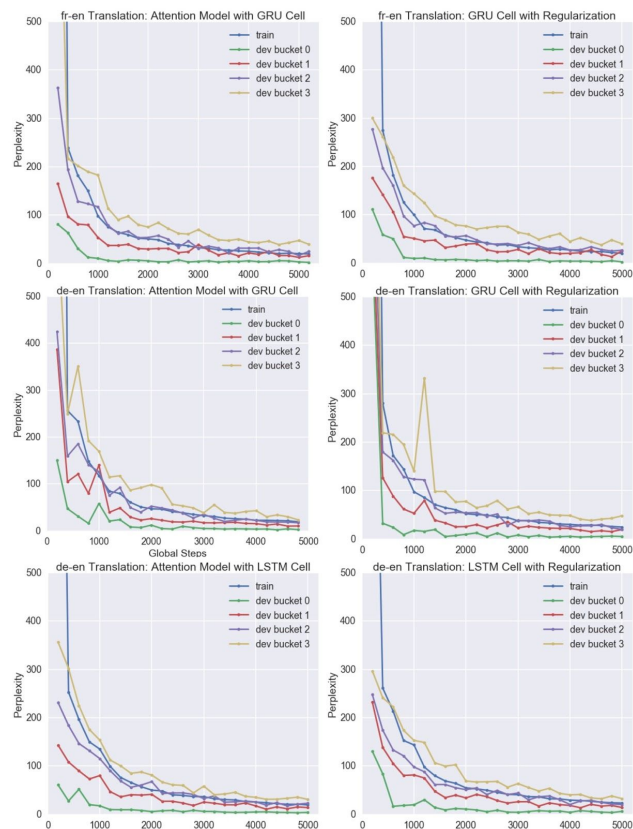 fr-en Translation: Attention Model with GRU Cell
500
400
300
200
100
0
Perplexity
train
dev bucket 0
dev bucket 1
dev bucket 2
dev bucket 3
0 1000 2000 3000 4000 5000
fr-en Translation: GRU Cell with Regularization
500
400
300
200
100
0
Perplexity
train
dev bucket 0
dev bucket 1
dev bucket 2
dev bucket 3
0 1000 2000 3000 4000 5000
de-en Translation: Attention Model with GRU Cell
500
400
300
200
100
0
Perplexity
train
dev bucket 0
dev bucket 1
dev bucket 2
dev bucket 3
0 1000 2000 3000 4000 5000
Global Steps
de-en Translation: GRU Cell with Regularization
500
400
300
200
100
0
Perplexity
train
dev bucket 0
dev bucket 1
dev bucket 2
dev bucket 3
0 1000 2000 3000 4000 5000
de-en Translation: Attention Model with LSTM Cell
500
400
300
200
100
0
Perplexity
train
dev bucket 0
dev bucket 1
dev bucket 2
dev bucket 3
0 1000 2000 3000 4000 5000
de-en Translation: LSTM Cell with Regularization
500
400
300
200
100
0
Perplexity
train
dev bucket 0
dev bucket 1
dev bucket 2
dev bucket 3
0 1000 2000 3000 4000 5000